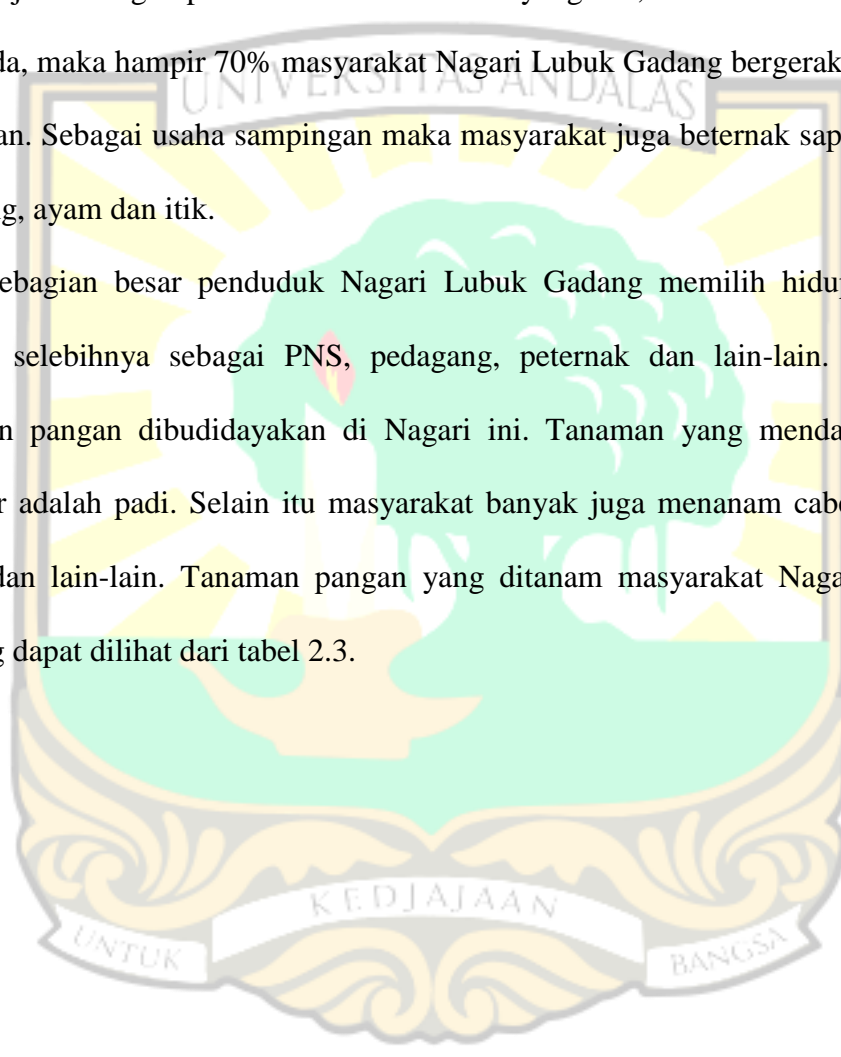 da, maka hampir 70% masyarakat Nagari Lubuk Gadang bergerak
an. Sebagai usaha sampingan maka masyarakat juga beternak sap
g, ayam dan itik.
ebagian besar penduduk Nagari Lubuk Gadang memilih hidup
selebihnya sebagai PNS, pedagang, peternak dan lain-lain.
n pangan dibudidayakan di Nagari ini. Tanaman yang menda
r adalah padi. Selain itu masyarakat banyak juga menanam cabe
dan lain-lain. Tanaman pangan yang ditanam masyarakat Naga
g dapat dilihat dari tabel 2.3.
UNIVERSITAS ANDALAS
UNTUK
KEDJAJAAN
BANGSA